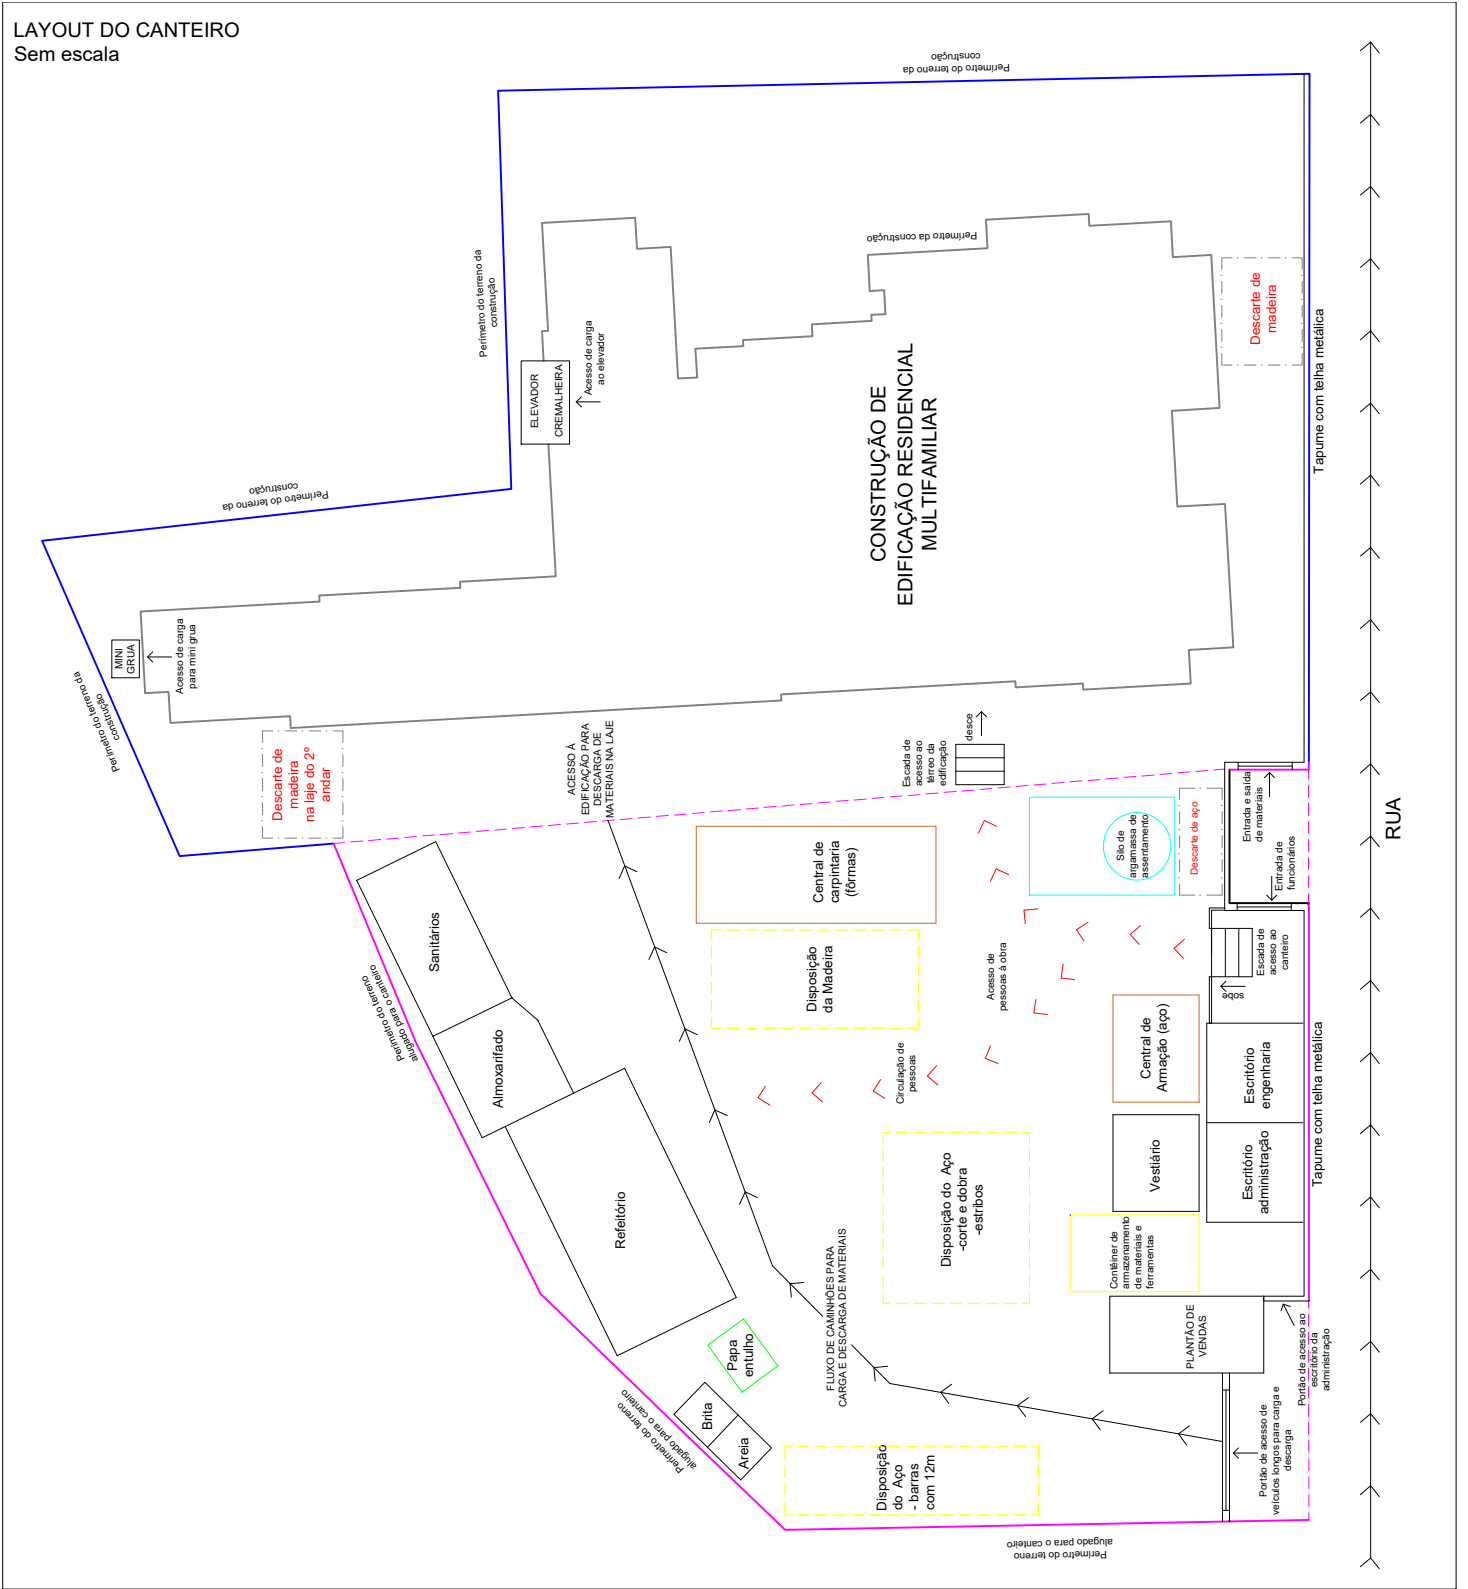 LAYOUT DO CANTEIRO
Sem escala
Perímetro do terreno da
construção
Perímetro do terreno da
construção
Perímetro da construção
ELEVADOR
CREMALHEIRA
Acesso de carga
ao elevador
Descarte de
madeira
Tapume com telha metálica
CONSTRUÇÃO DE
EDIFICAÇÃO RESIDENCIAL
MULTIFAMILIAR
Perímetro do terreno da
construção
MINI
GRUA
Acesso de carga
para mini grua
Perímetro do terreno da
construção
Descarte de
madeira
na laje do 2º
andar
ACESSO À
EDIFICAÇÃO PARA
DESCARGA DE
MATERIAIS NA LAJE
Escada de
acesso ao
térreo da
edificação
desce
Entrada e saída
de materiais
Entrada de
funcionários
RUA
Descarte de aço
Silo de
argamassa de
assentamento
Central de
carpintaria
(fôrmas)
Disposição
da Madeira
Acesso de
pessoas à obra
Escada de
acesso ao
canteiro
sobe
Sanitários
Almoxarifado
Perímetro do terreno
alugado para o canteiro
Refeitório
Circulação de
pessoas
Central de
Armação (aço)
Escritório
engenharia
Escritório
administração
Tapume com telha metálica
Vestiário
Disposição do Aço
-corte e dobra
-estribos
Contêiner de
armazenamento
de materiais e
ferramentas
PLANTÃO DE
VENDAS
Portão de acesso ao
escritório da
administração
FLUXO DE CAMINHÕES PARA
CARGA E DESCARGA DE MATERIAIS
Papa
entulho
Brita
Areia
Perímetro do terreno
alugado para o canteiro
Disposição
do Aço
- barras
com 12m
Portão de acesso de
veículos longos para carga e
descarga
Perímetro do terreno
alugado para o canteiro